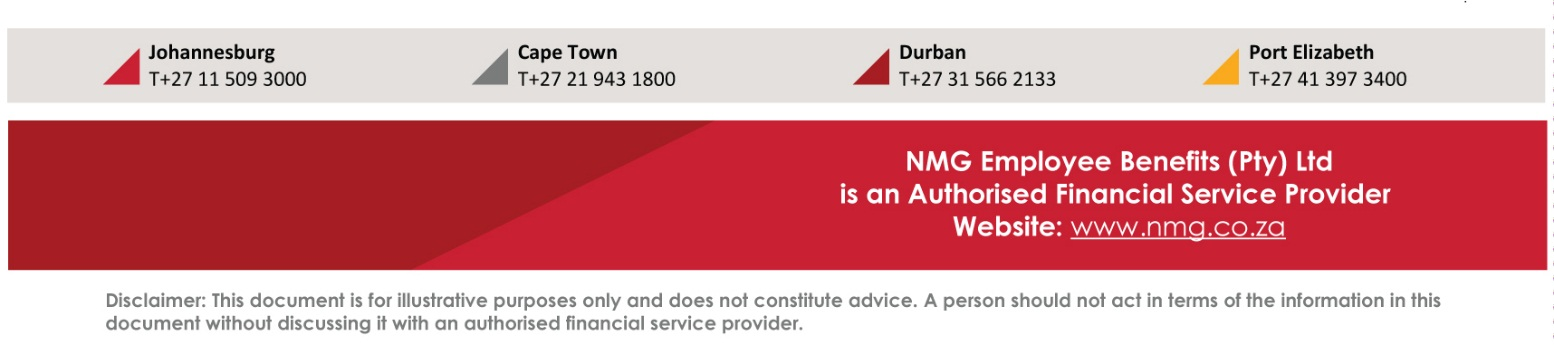 Johannesburg
T+27 11 509 3000
Cape Town
T+27 21 943 1800
Durban
T+27 31 566 2133
Port Elizabeth
T+27 41 397 3400
NMG Employee Benefits (Pty) Ltd
is an Authorised Financial Service Provider
Website: www.nmg.co.za
Disclaimer: This document is for illustrative purposes only and does not constitute advice. A person should not act in terms of the information in this
document without discussing it with an authorised financial service provider.